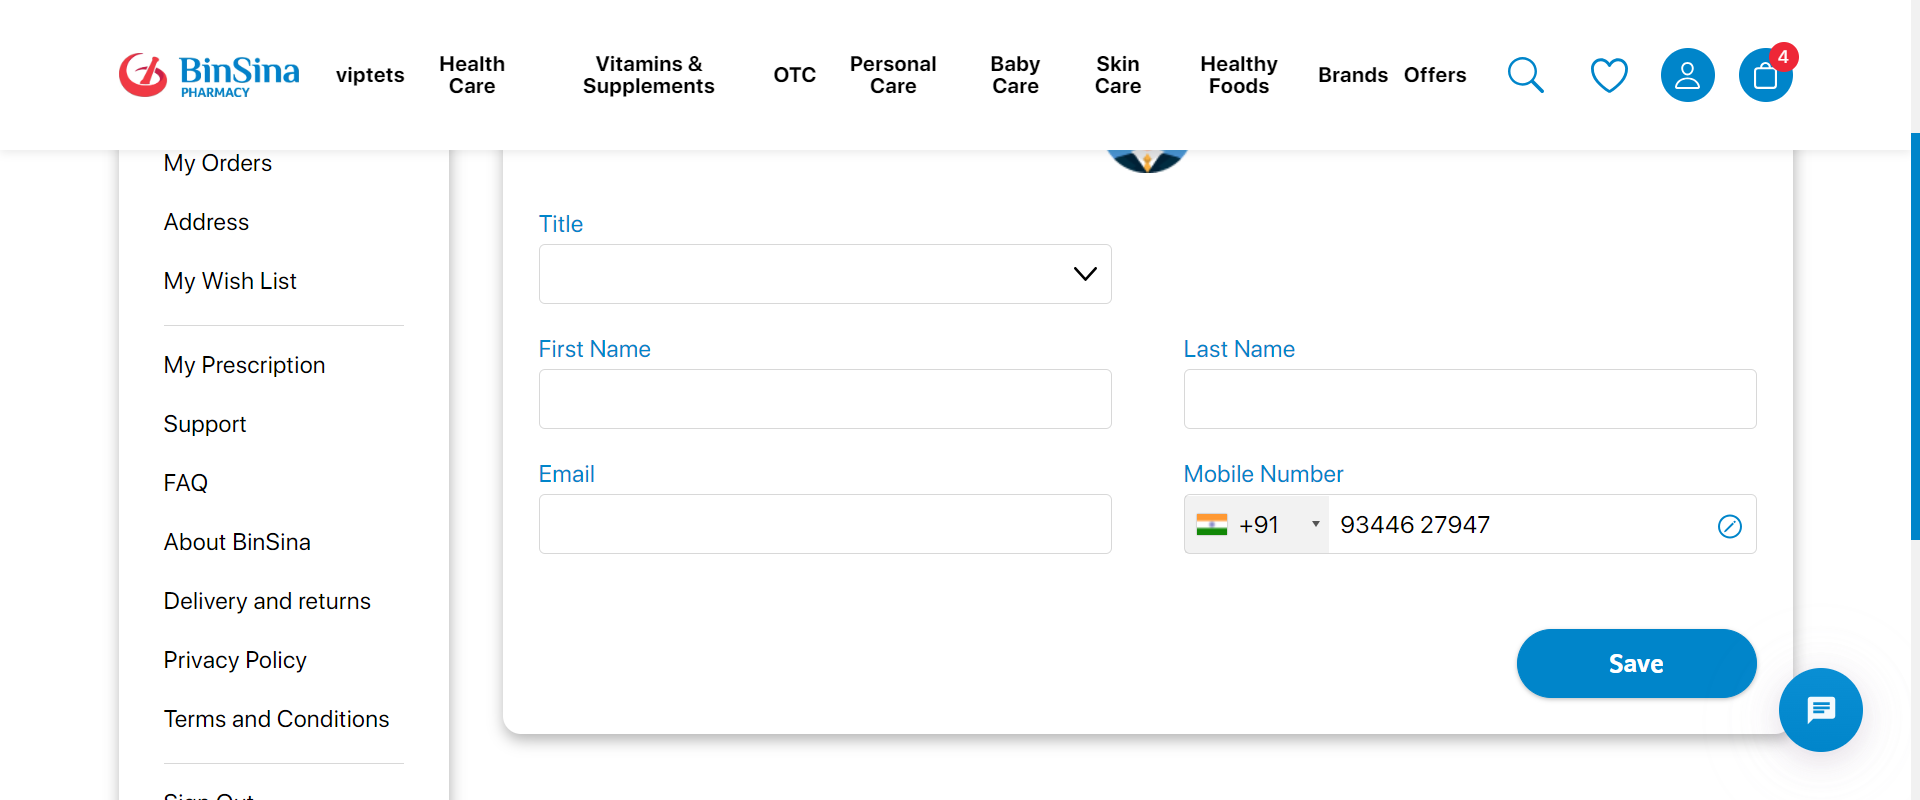 BinSina
PHARMACY
viptets
Health
Care
Vitamins &
Supplements
OTC
Personal
Care
Baby
Care
Skin
Care
Healthy
Foods
Brands
Offers
4
My Orders
Address
My Wish List
My Prescription
Support
FAQ
About BinSina
Delivery and returns
Privacy Policy
Terms and Conditions
Sign Out
Title
First Name
Last Name
Email
Mobile Number
+91
93446 27947
Save